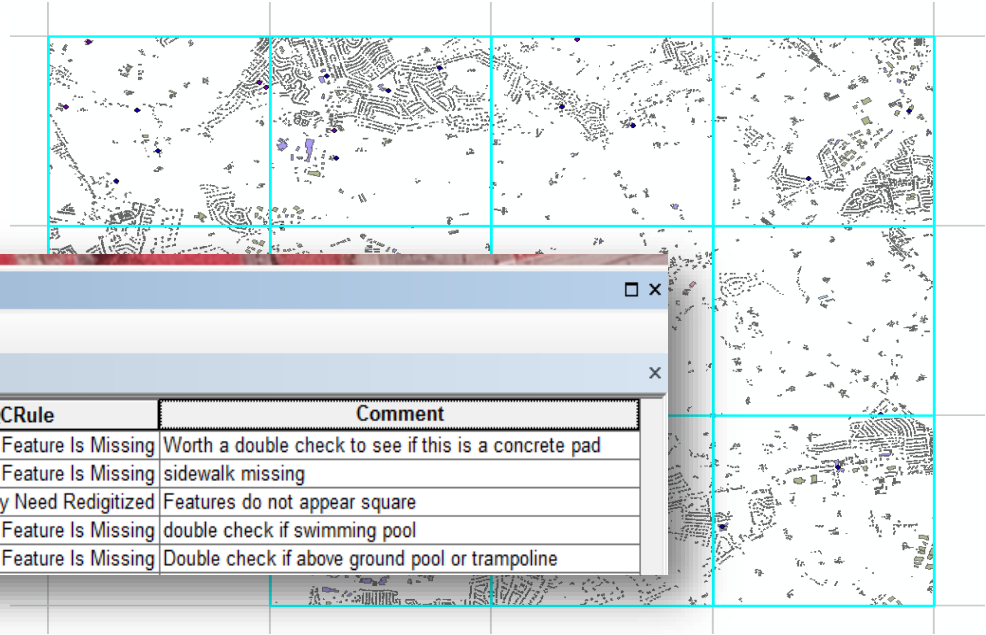 CRule Comment
Feature Is Missing Worth a double check to see if this is a concrete pad
Feature Is Missing sidewalk missing
y Need Redigitized Features do not appear square
Feature Is Missing double check if swimming pool
Feature Is Missing Double check if above ground pool or trampoline